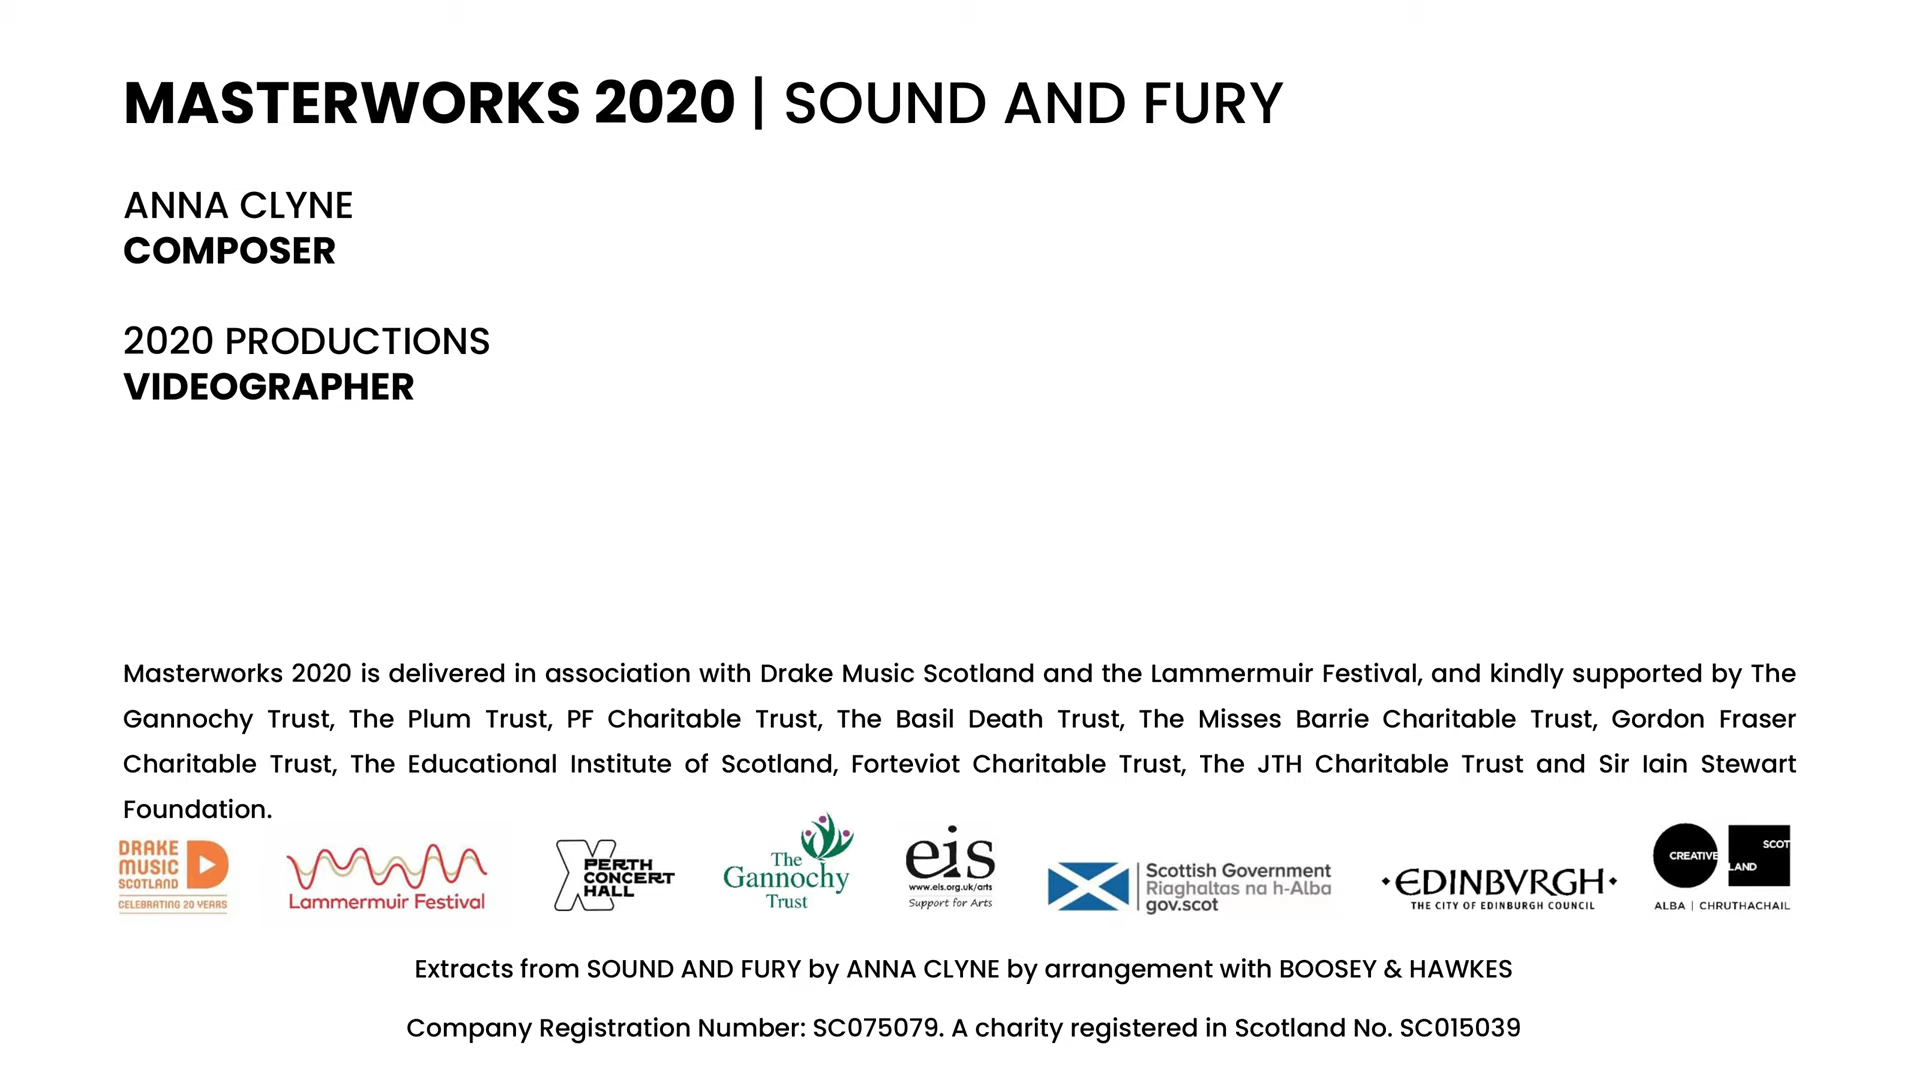 MASTERWORKS 2020 | SOUND AND FURY
ANNA CLYNE
COMPOSER
2020 PRODUCTIONS
VIDEOGRAPHER
Masterworks 2020 is delivered in association with Drake Music Scotland and the Lammermuir Festival, and kindly supported by The
Gannochy Trust, The Plum Trust, PF Charitable Trust, The Basil Death Trust, The Misses Barrie Charitable Trust, Gordon Fraser
Charitable Trust, The Educational Institute of Scotland, Forteviot Charitable Trust, The JTH Charitable Trust and Sir Iain Stewart
Foundation.
DRAKE
MUSIC
SCOTLAND
CELEBRATING 20 YEARS
Lammermuir Festival
PERTH
CONCERT
HALL
The
Gannochy
Trust
eis
www.eis.org.uk/arts
Support for Arts
Scottish Government
Riaghaltas na h-Alba
gov.scot
EDINBVRGH
THE CITY OF EDINBURGH COUNCIL
CREATIVE
SCOT
LAND
ALBA | CHRUTHACHAIL
Extracts from SOUND AND FURY by ANNA CLYNE by arrangement with BOOSEY & HAWKES
Company Registration Number: SC075079. A charity registered in Scotland No. SC015039